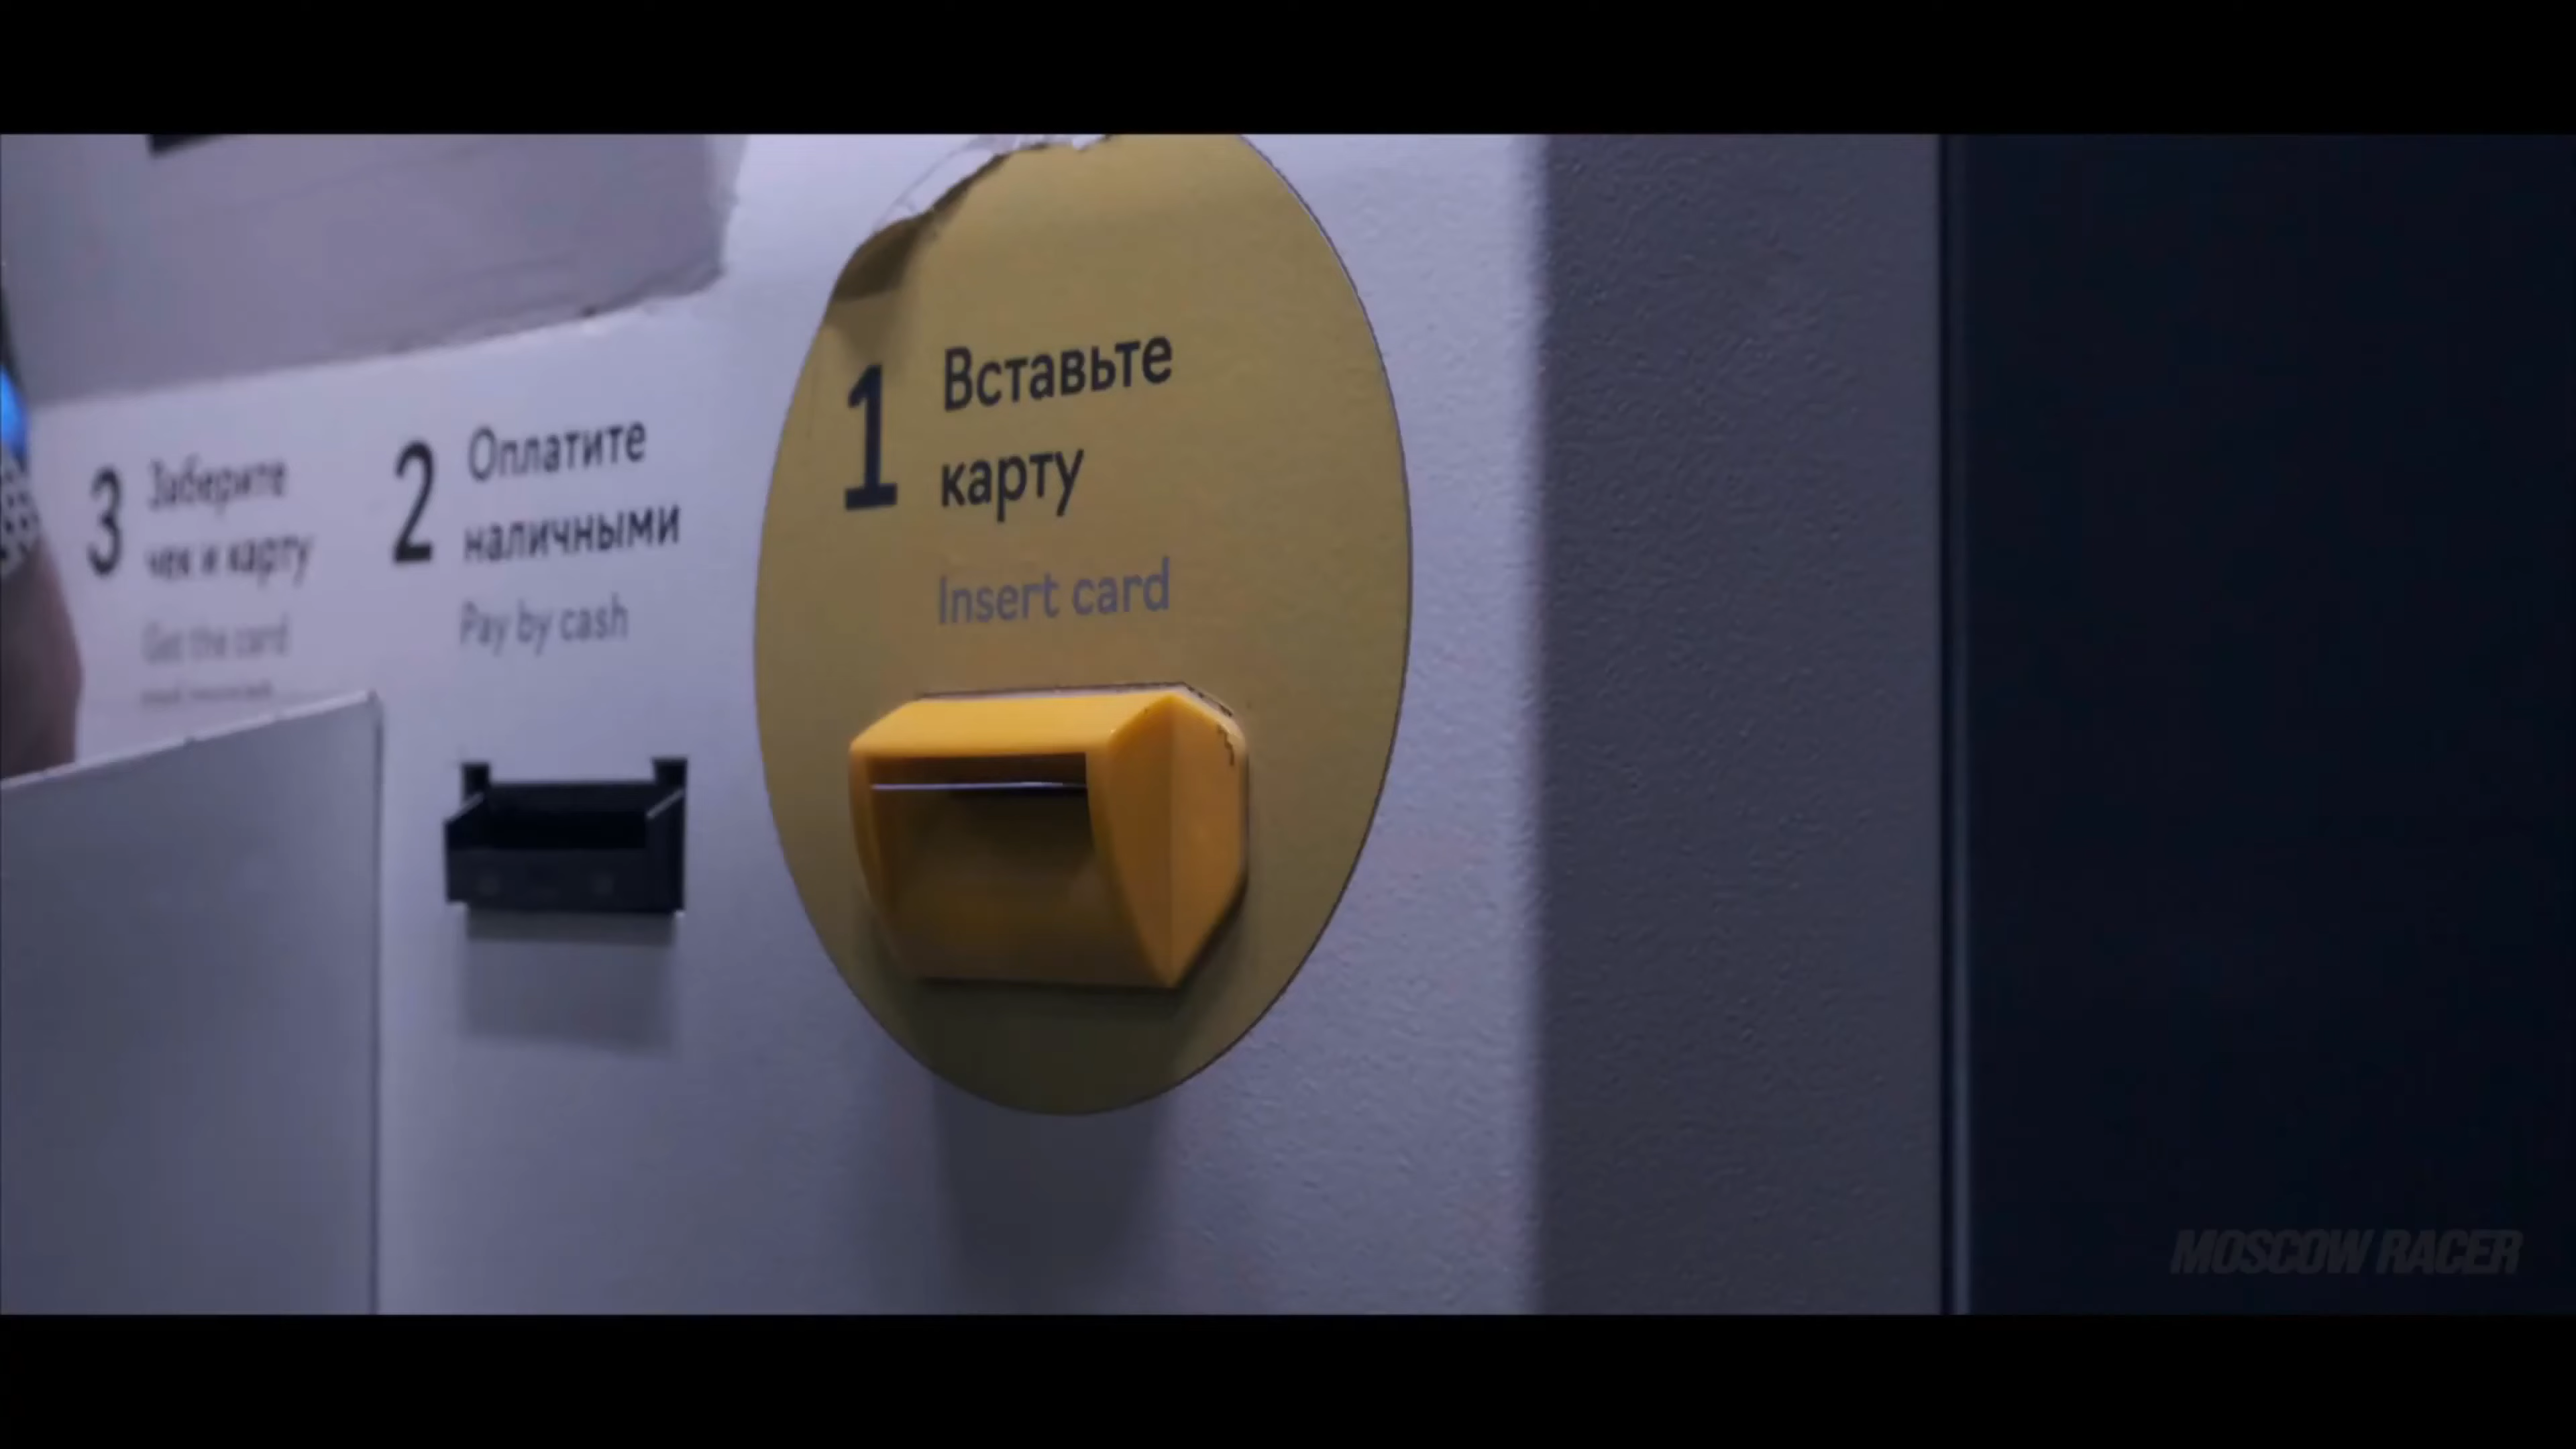 3
Заберите
чек и карту
Get the card
2
Оплатите
наличными
Pay by cash
1
Вставьте
карту
Insert card
MOSCOW RACER